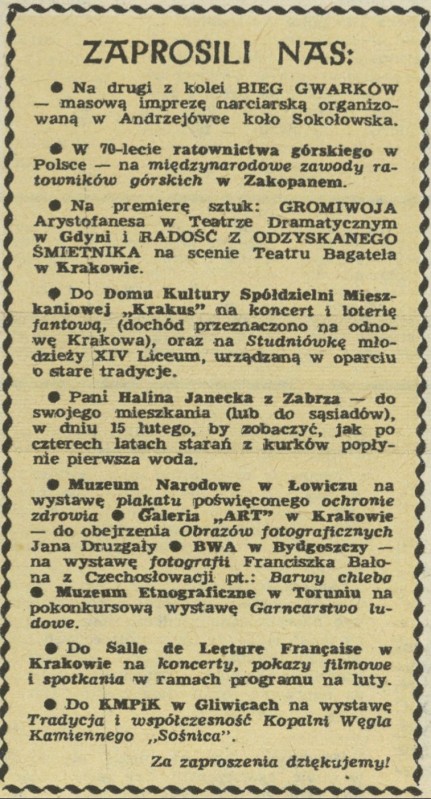 ZAPROSILI NAS:
● Na drugi z kolei BIEG GWARKÓW
— masową imprezę narciarską organizo-
waną w Andrzejówce koło Sokołowska.
● W 70-lecie ratownictwa górskiego w
Polsce — na międzynarodowe zawody ra-
towników górskich w Zakopanem.
● Na premierę sztuk: GROMIWOJA
Arystofanesa w Teatrze Dramatycznym
w Gdyni i RADOŚĆ Z ODZYSKANEGO
ŚMIETNIKA na scenie Teatru Bagatela
w Krakowie.
● Do Domu Kultury Spółdzielni Miesz-
kaniowej „Krakus” na koncert i loterię
fantową, (dochód przeznaczono na odno-
wę Krakowa), oraz na Studniówkę mło-
dzieży XIV Liceum, urządzaną w oparciu
o stare tradycje.
● Pani Halina Janecka z Zabrza — do
swojego mieszkania (lub do sąsiadów),
w dniu 15 lutego, by zobaczyć, jak po
czterech latach starań z kurków popły-
nie pierwsza woda.
● Muzeum Narodowe w Łowiczu na
wystawę plakatu poświęconego ochronie
zdrowia ● Galeria „ART” w Krakowie
— do obejrzenia Obrazów fotograficznych
Jana Druzgały ● BWA w Bydgoszczy —
na wystawę fotografii Franciszka Balo-
na z Czechosłowacji pt.: Barwy chleba
● Muzeum Etnograficzne w Toruniu na
pokonkursową wystawę Garncarstwo lu-
dowe.
● Do Salle de Lecture Française w
Krakowie na koncerty, pokazy filmowe
i spotkania w ramach programu na luty.
● Do KMPiK w Gliwicach na wystawę
Tradycja i współczesność Kopalni Węgla
Kamiennego „Sośnica”.
Za zaproszenia dziękujemy!